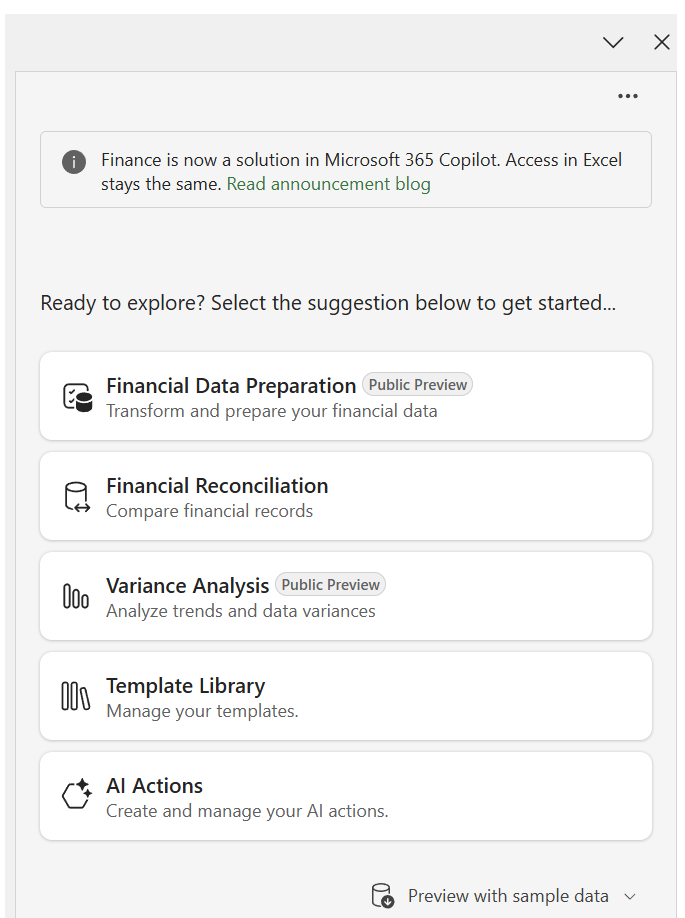 Finance is now a solution in Microsoft 365 Copilot. Access in Excel
stays the same. Read announcement blog
Ready to explore? Select the suggestion below to get started...
Financial Data Preparation Public Preview
Transform and prepare your financial data
Financial Reconciliation
Compare financial records
Variance Analysis Public Preview
Analyze trends and data variances
Template Library
Manage your templates.
AI Actions
Create and manage your AI actions.
Preview with sample data